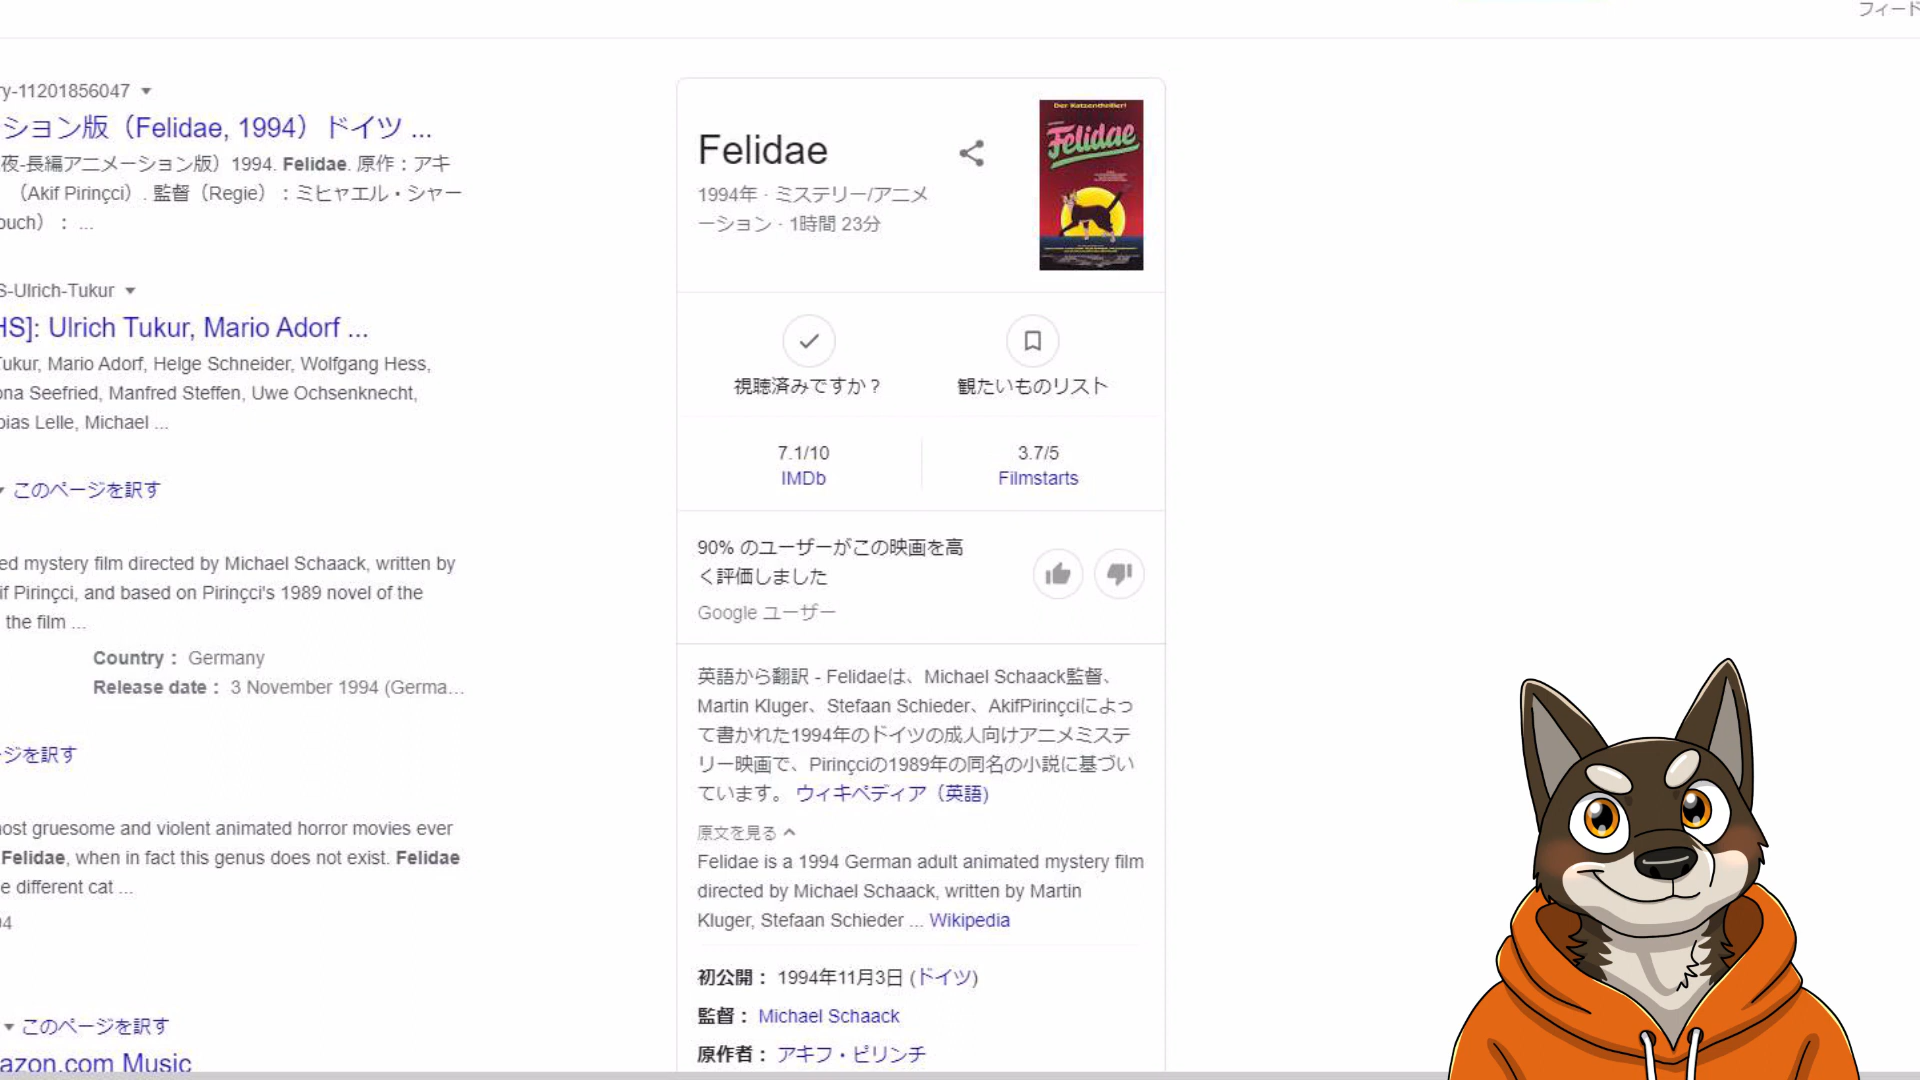 フィード
ry-11201856047
ション版（Felidae, 1994）ドイツ ...
夜-長編アニメーション版）1994. Felidae. 原作：アキ
（Akif Pirinçci）. 監督（Regie）：ミヒャエル・シャー
ouch）： ...
S-Ulrich-Tukur
HS]: Ulrich Tukur, Mario Adorf ...
Tukur, Mario Adorf, Helge Schneider, Wolfgang Hess,
ona Seefried, Manfred Steffen, Uwe Ochsenknecht,
bias Lelle, Michael ...
このページを訳す
ed mystery film directed by Michael Schaack, written by
if Pirinçci, and based on Pirinçci's 1989 novel of the
the film ...
Country： Germany
Release date： 3 November 1994 (Germa...
ージを訳す
nost gruesome and violent animated horror movies ever
Felidae, when in fact this genus does not exist. Felidae
e different cat ...
94
このページを訳す
azon.com Music
Felidae
1994年 · ミステリー/アニメ
ーション · 1時間 23分
Der Katzenthriller!
Felidae
視聴済みですか？
観たいものリスト
7.1/10
IMDb
3.7/5
Filmstarts
90% のユーザーがこの映画を高
く評価しました
Google ユーザー
英語から翻訳 - Felidaeは、Michael Schaack監督、
Martin Kluger、Stefaan Schieder、AkifPirinçciによっ
て書かれた1994年のドイツの成人向けアニメミステ
リー映画で、Pirinçciの1989年の同名の小説に基づい
ています。 ウィキペディア（英語）
原文を見る
Felidae is a 1994 German adult animated mystery film
directed by Michael Schaack, written by Martin
Kluger, Stefaan Schieder ... Wikipedia
初公開： 1994年11月3日 (ドイツ)
監督： Michael Schaack
原作者： アキフ・ピリンチ